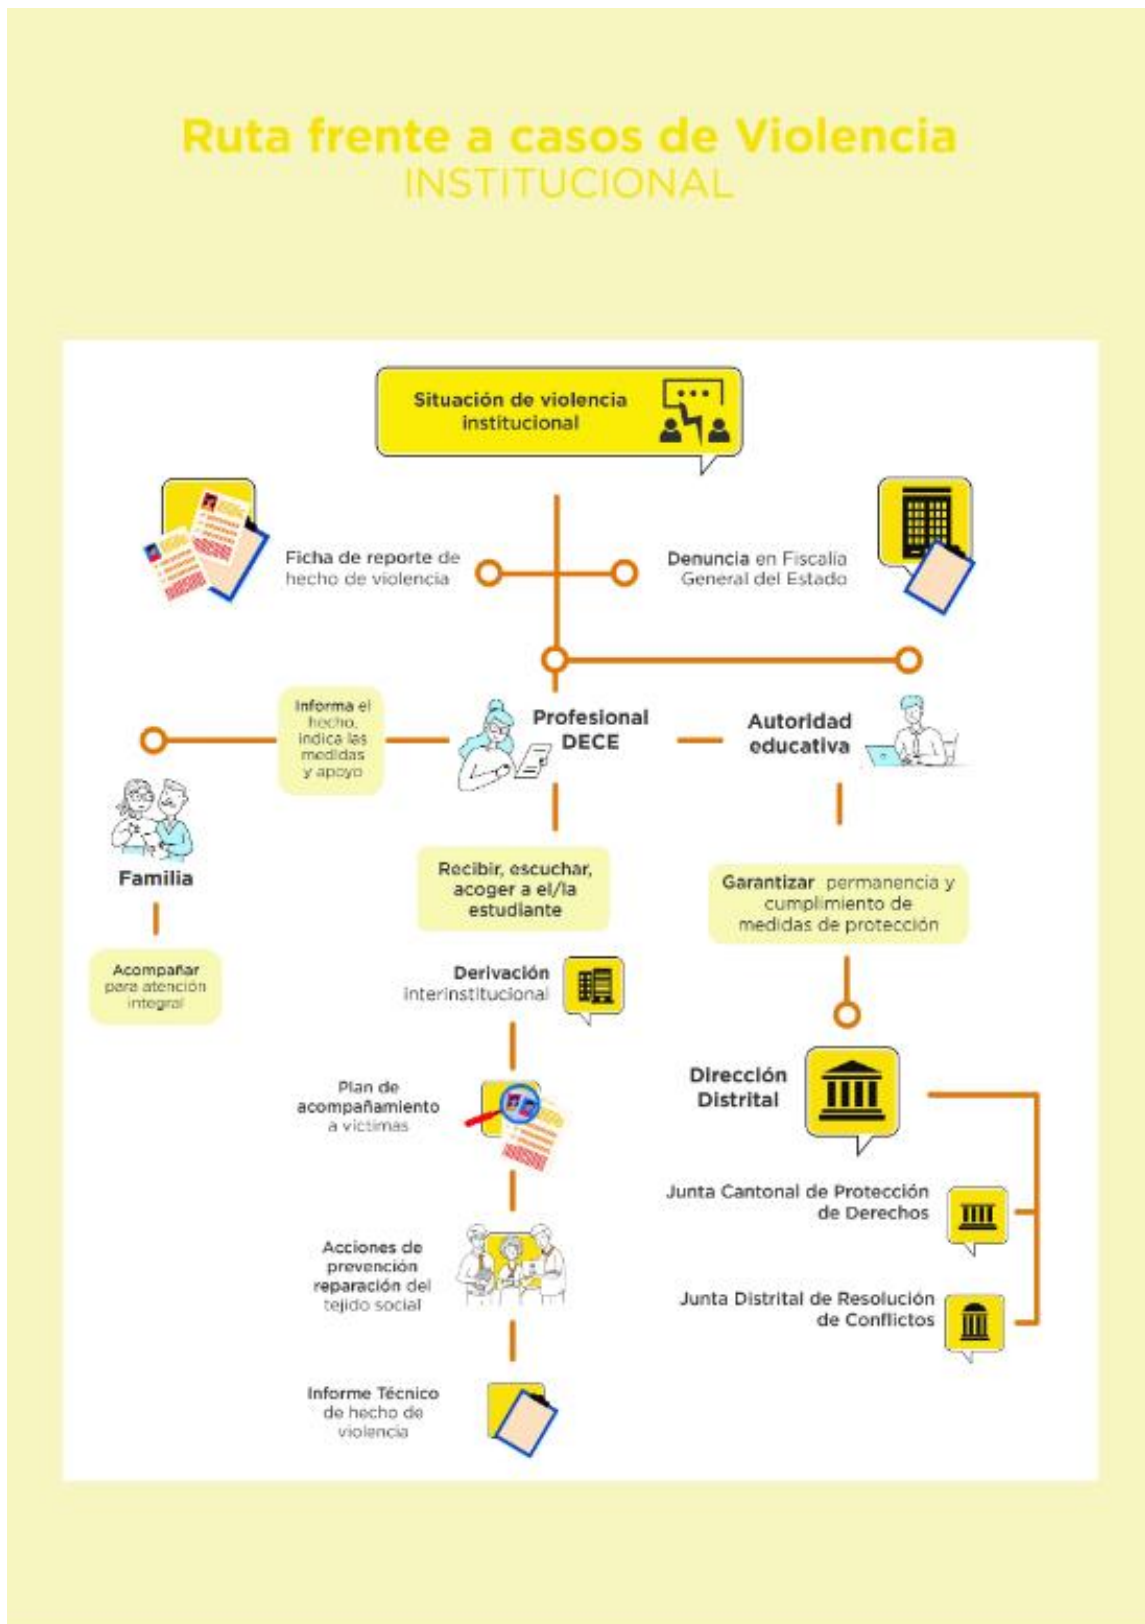 Ruta frente a casos de Violencia
INSTITUCIONAL
Situación de violencia
institucional
Ficha de reporte de
hecho de violencia
Denuncia en Fiscalía
General del Estado
Informa el
hecho,
indica las
medidas
y apoyo
Profesional
DECE
Autoridad
educativa
Familia
Acompañar
para atención
integral
Recibir, escuchar,
acoger a el/la
estudiante
Garantizar permanencia y
cumplimiento de
medidas de protección
Derivación
interinstitucional
Plan de
acompañamiento
a víctimas
Dirección
Distrital
Junta Cantonal de Protección
de Derechos
Acciones de
prevención
reparación del
tejido social
Junta Distrital de Resolución
de Conflictos
Informe Técnico
de hecho de
violencia